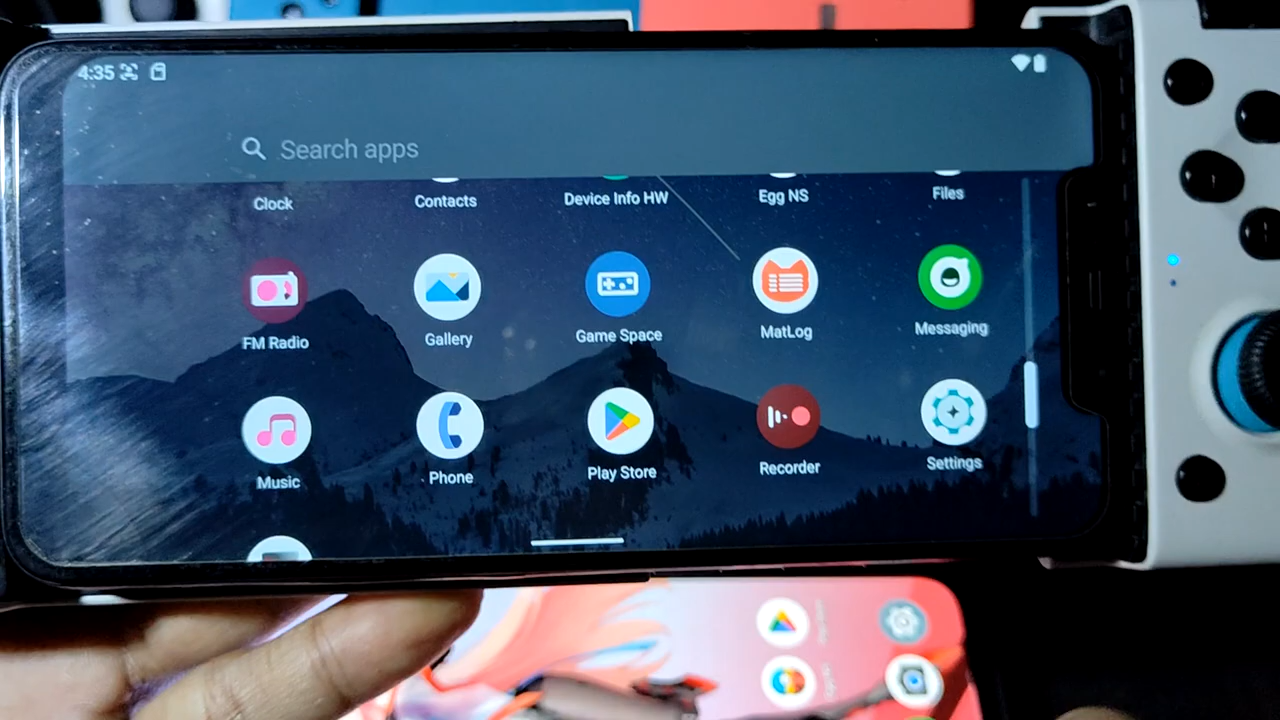 4:35
Search apps
Clock Contacts Device Info HW Egg NS Files
FM Radio Gallery Game Space MatLog Messaging
Music Phone Play Store Recorder Settings